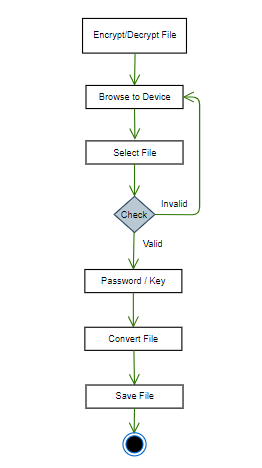 Encrypt/Decrypt File
Browse to Device
Select File
Invalid
Check
Valid
Password / Key
Convert File
Save File